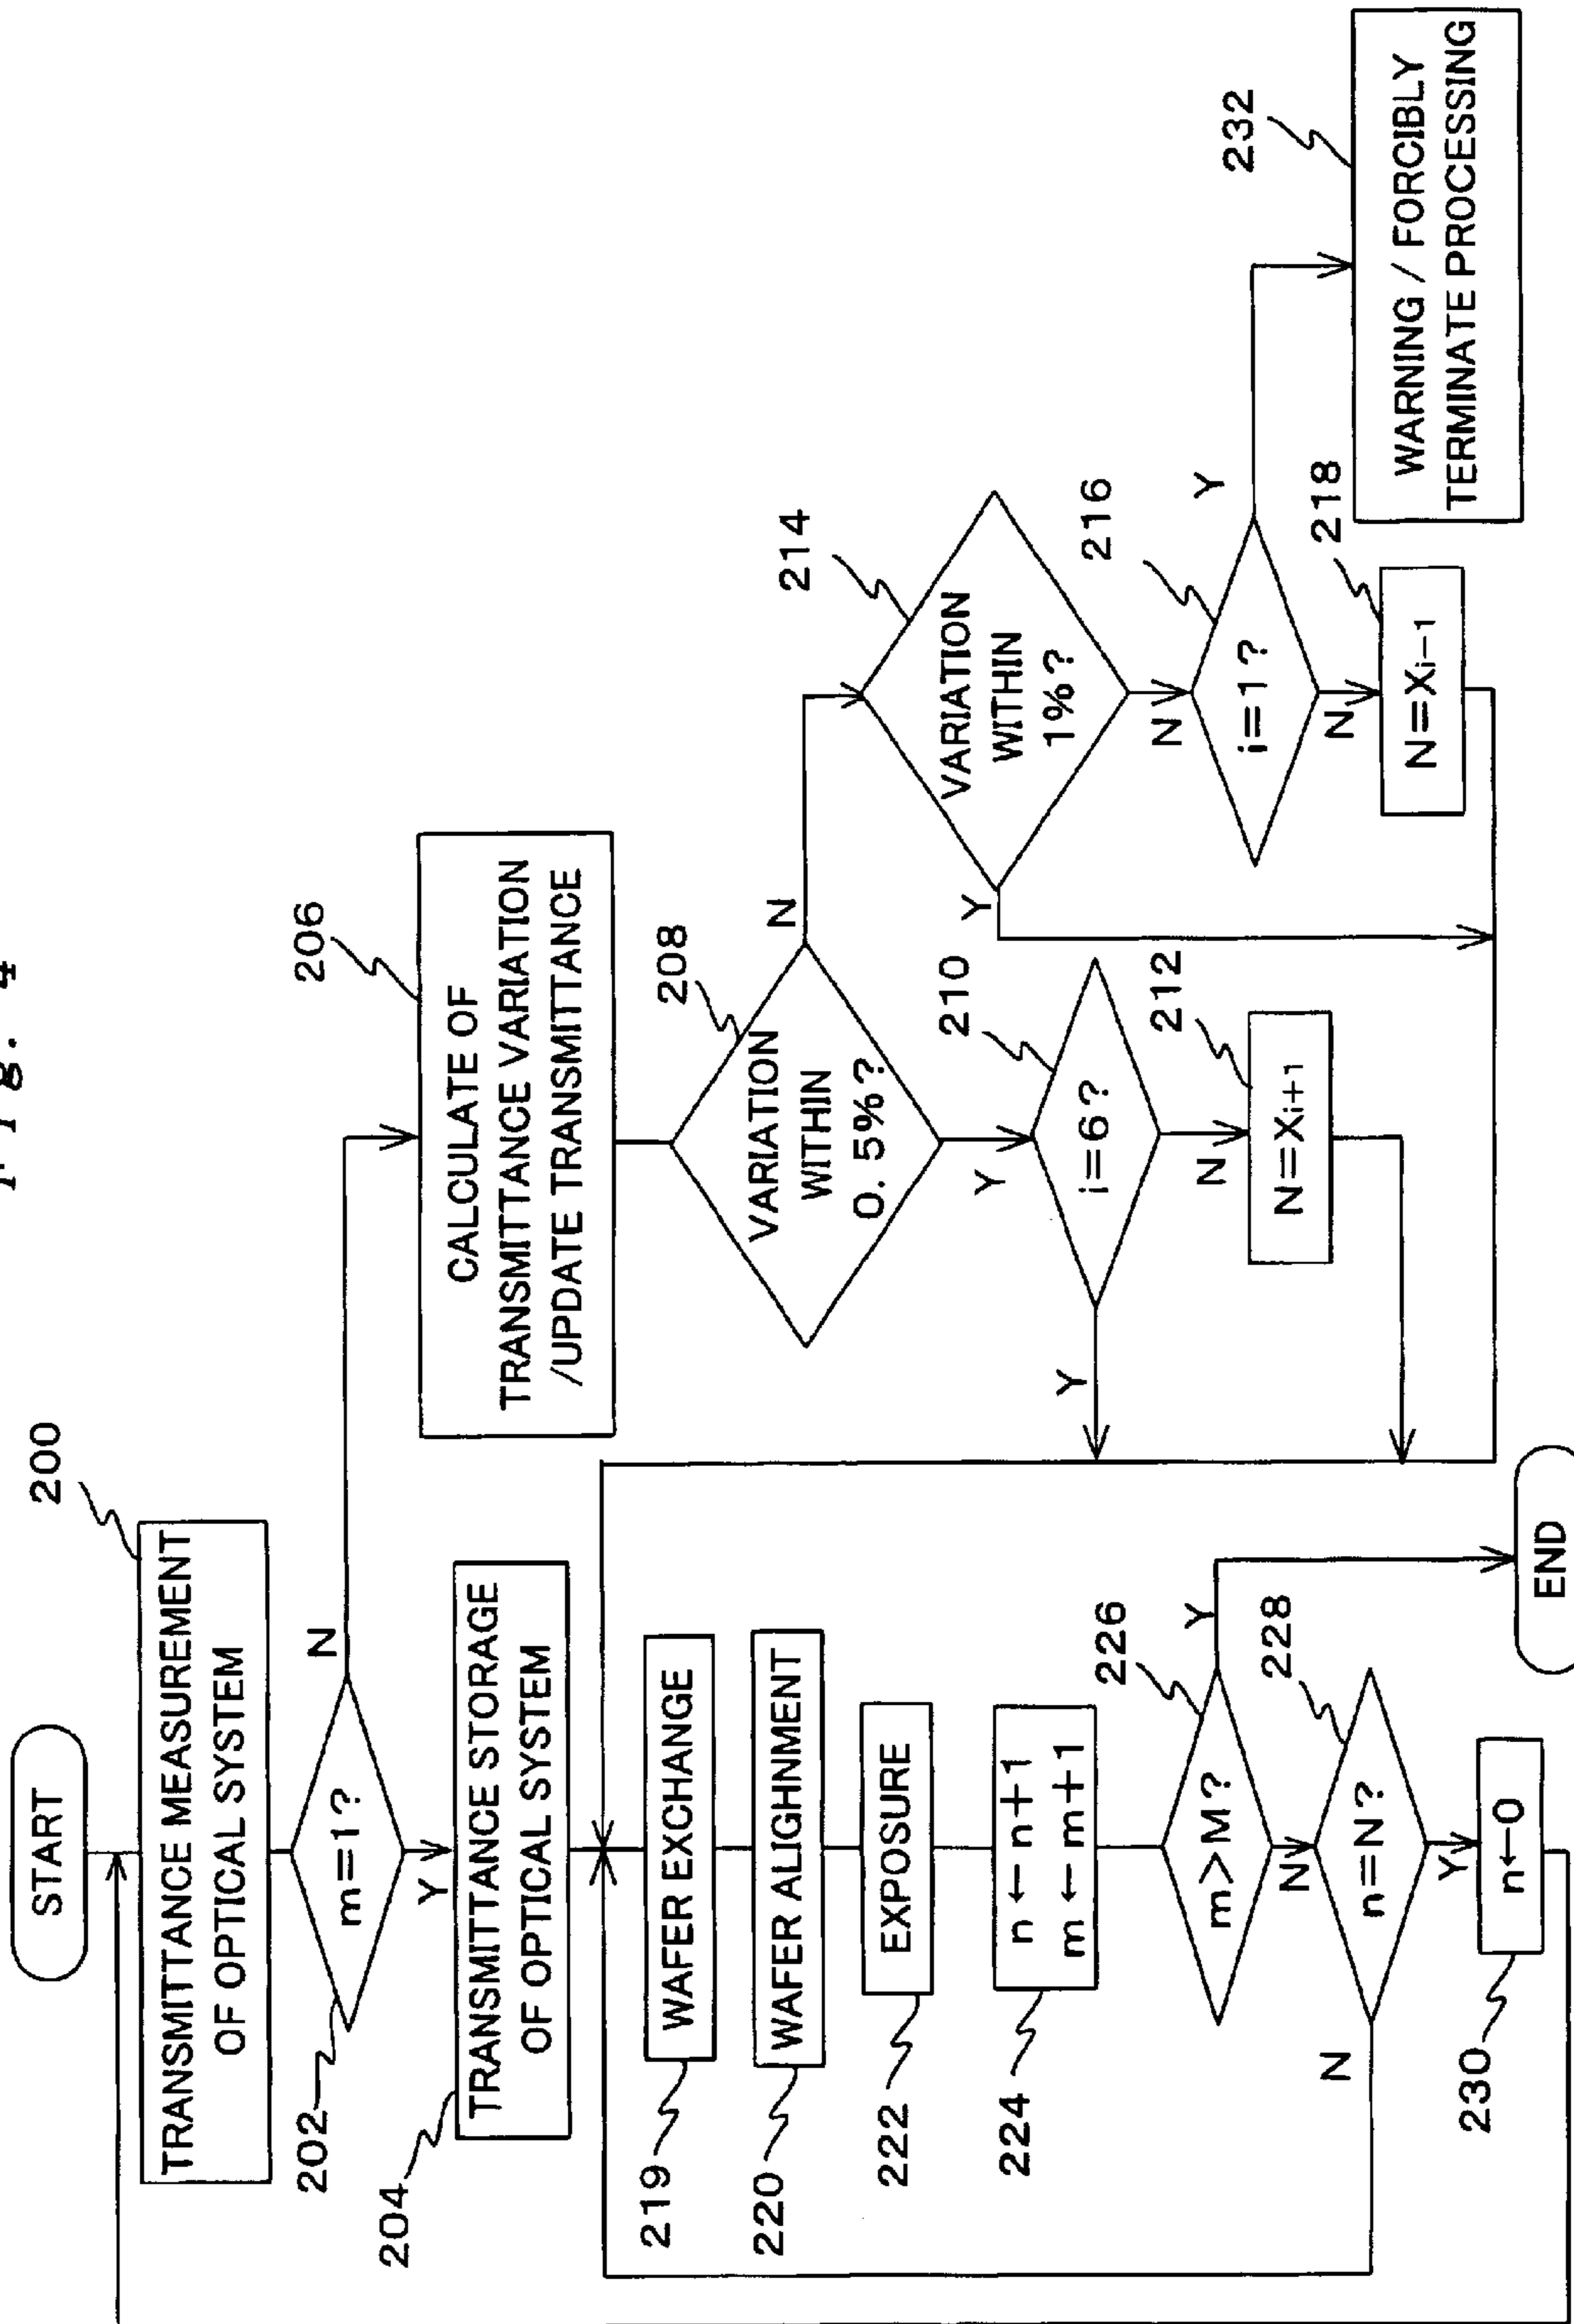 Fig. 4
START
200
TRANSMITTANCE MEASUREMENT
OF OPTICAL SYSTEM
202
m=1?
N
Y
204
TRANSMITTANCE STORAGE
OF OPTICAL SYSTEM
206
CALCULATE OF
TRANSMITTANCE VARIATION
/UPDATE TRANSMITTANCE
208
VARIATION
WITHIN
0.5%?
N
Y
210
i=6?
Y
N
212
N=Xi+1
214
VARIATION
WITHIN
1%?
Y
N
216
i=1?
Y
N
218
N=Xi−1
232
WARNING / FORCIBLY
TERMINATE PROCESSING
219
WAFER EXCHANGE
220
WAFER ALIGHNMENT
222
EXPOSURE
224
n←n+1
m←m+1
226
m>M?
Y
N
228
n=N?
N
Y
230
n←0
END